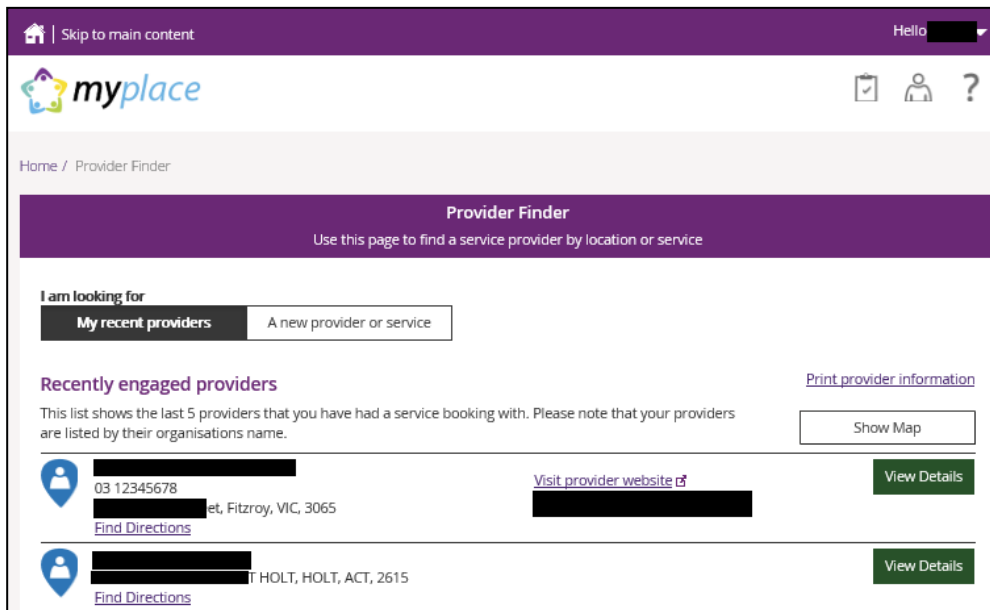 Skip to main content
Hello
myplace
?
Home / Provider Finder
Provider Finder
Use this page to find a service provider by location or service
I am looking for
My recent providers
A new provider or service
Recently engaged providers
Print provider information
This list shows the last 5 providers that you have had a service booking with. Please note that your providers
are listed by their organisations name.
Show Map
03 12345678
et, Fitzroy, VIC, 3065
Find Directions
Visit provider website
View Details
T HOLT, HOLT, ACT, 2615
Find Directions
View Details